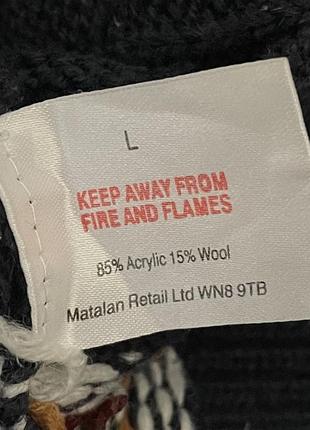 L
KEEP AWAY FROM
FIRE AND FLAMES
85% Acrylic 15% Wool
Matalan Retail Ltd WN8 9TB